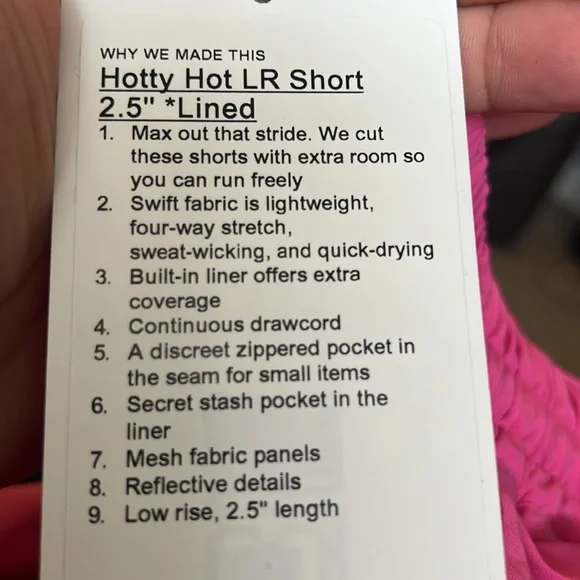 WHY WE MADE THIS
Hotty Hot LR Short
2.5" *Lined
1. Max out that stride. We cut
these shorts with extra room so
you can run freely
2. Swift fabric is lightweight,
four-way stretch,
sweat-wicking, and quick-drying
3. Built-in liner offers extra
coverage
4. Continuous drawcord
5. A discreet zippered pocket in
the seam for small items
6. Secret stash pocket in the
liner
7. Mesh fabric panels
8. Reflective details
9. Low rise, 2.5" length